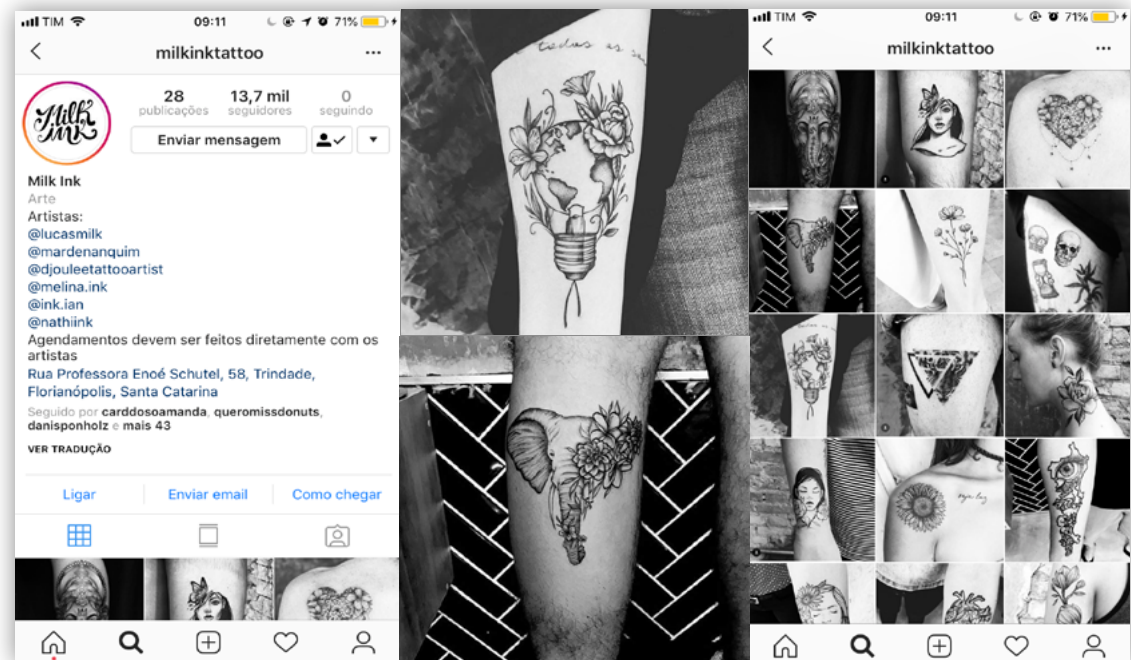 TIM 09:11 71%
milkinktattoo
Milk ink
28 13,7 mil 0
publicações seguidores seguindo
Enviar mensagem
Milk Ink
Arte
Artistas:
@lucasmilk
@mardenanquim
@djouleetattooartist
@melina.ink
@ink.ian
@nathiink
Agendamentos devem ser feitos diretamente com os
artistas
Rua Professora Enoé Schutel, 58, Trindade,
Florianópolis, Santa Catarina
Seguido por carddosoamanda, queromissdonuts,
danisponholz e mais 43
VER TRADUÇÃO
Ligar Enviar email Como chegar
todas as
TIM 09:11 71%
milkinktattoo